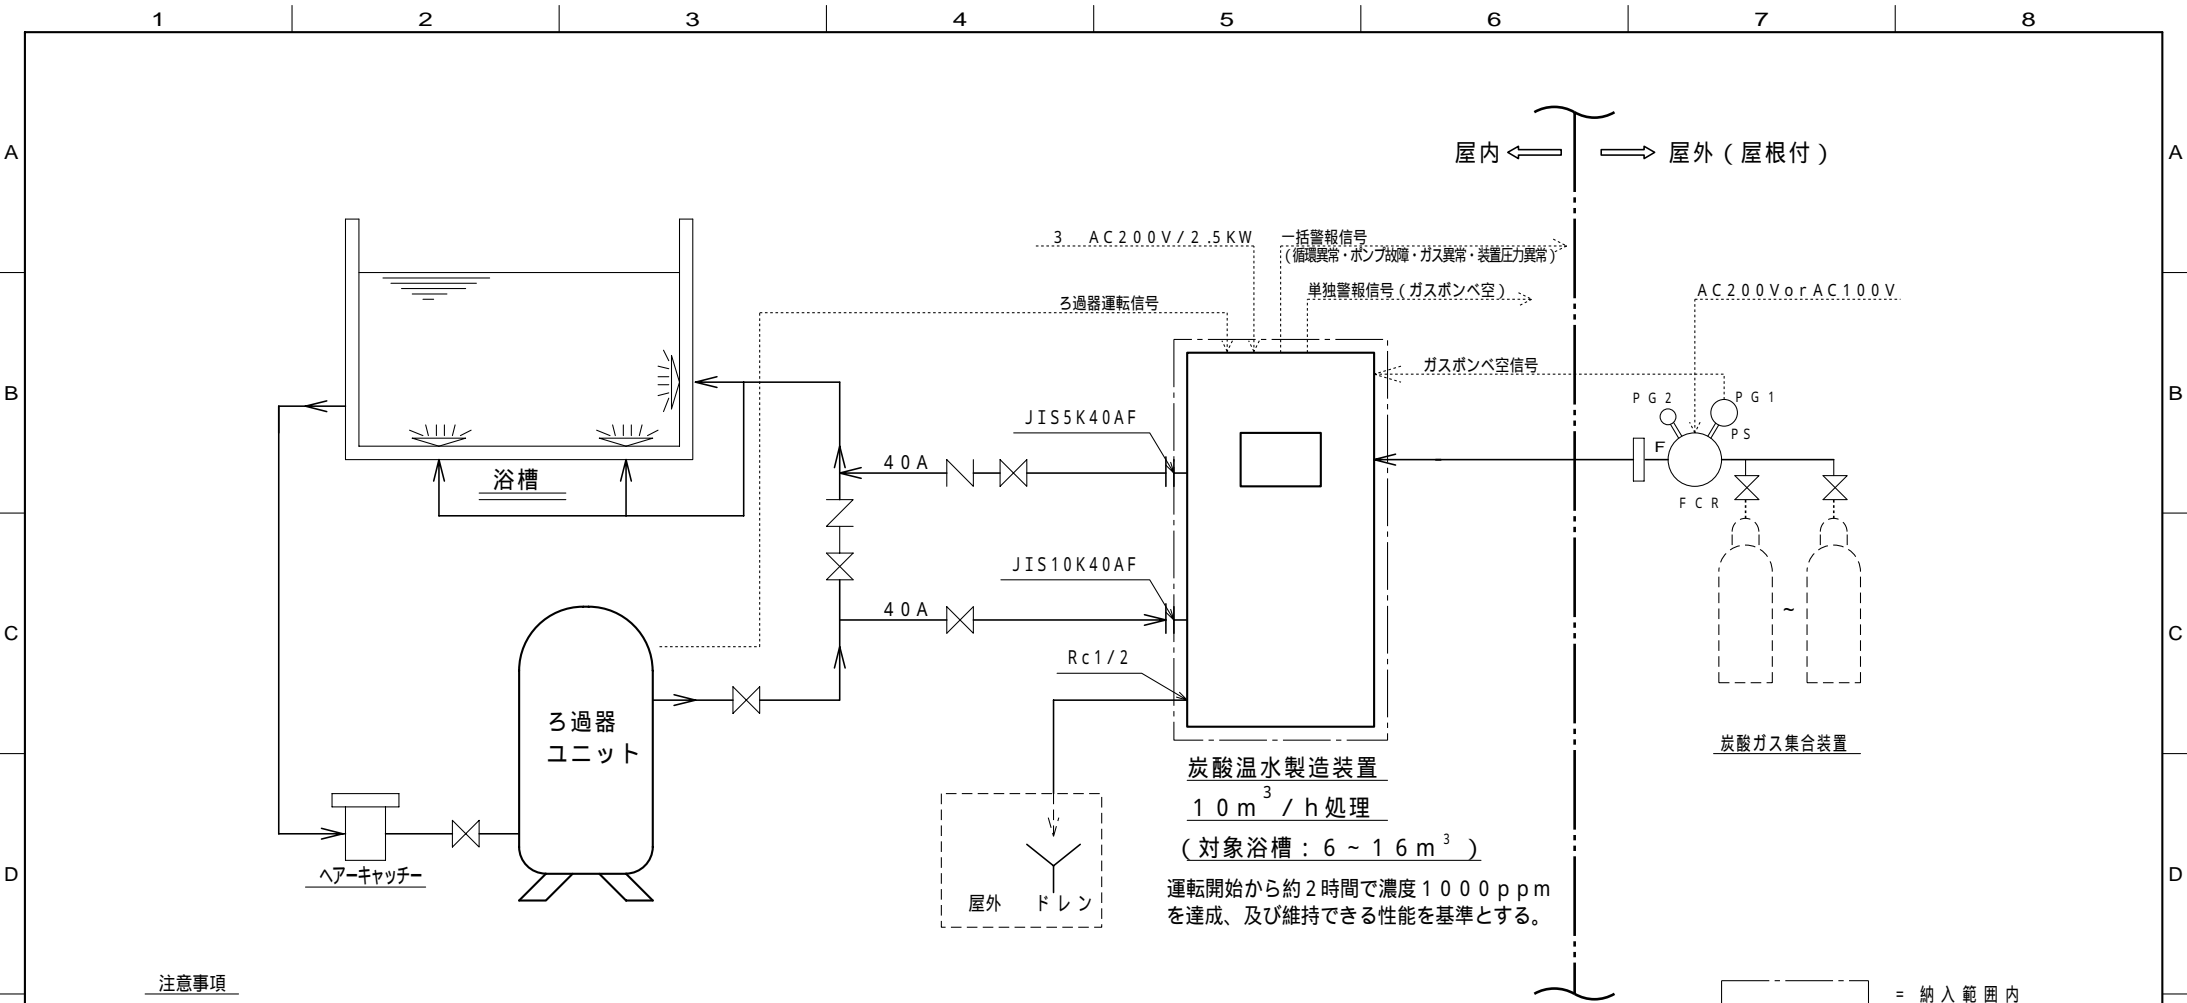 1 2 3 4 5 6 7 8
A A
屋内 屋外(屋根付)
3 AC200V/2.5KW
一括警報信号
(循環異常・ポンプ故障・ガス異常・装置圧力異常)
単独警報信号(ガスボンベ空)
AC200VorAC100V
ろ過器運転信号
ガスボンベ空信号
B B
PG2 PG1
PS
F
FCR
JIS5K40AF
40A
浴槽
JIS10K40AF
40A
C C
~
Rc1/2
ろ過器
ユニット
炭酸ガス集合装置
炭酸温水製造装置
10m³/h処理
(対象浴槽:6~16m³)
D D
ヘアーキャッチー
運転開始から約2時間で濃度1000ppm
を達成、及び維持できる性能を基準とする。
屋外 ドレン
注意事項
= 納入範囲内